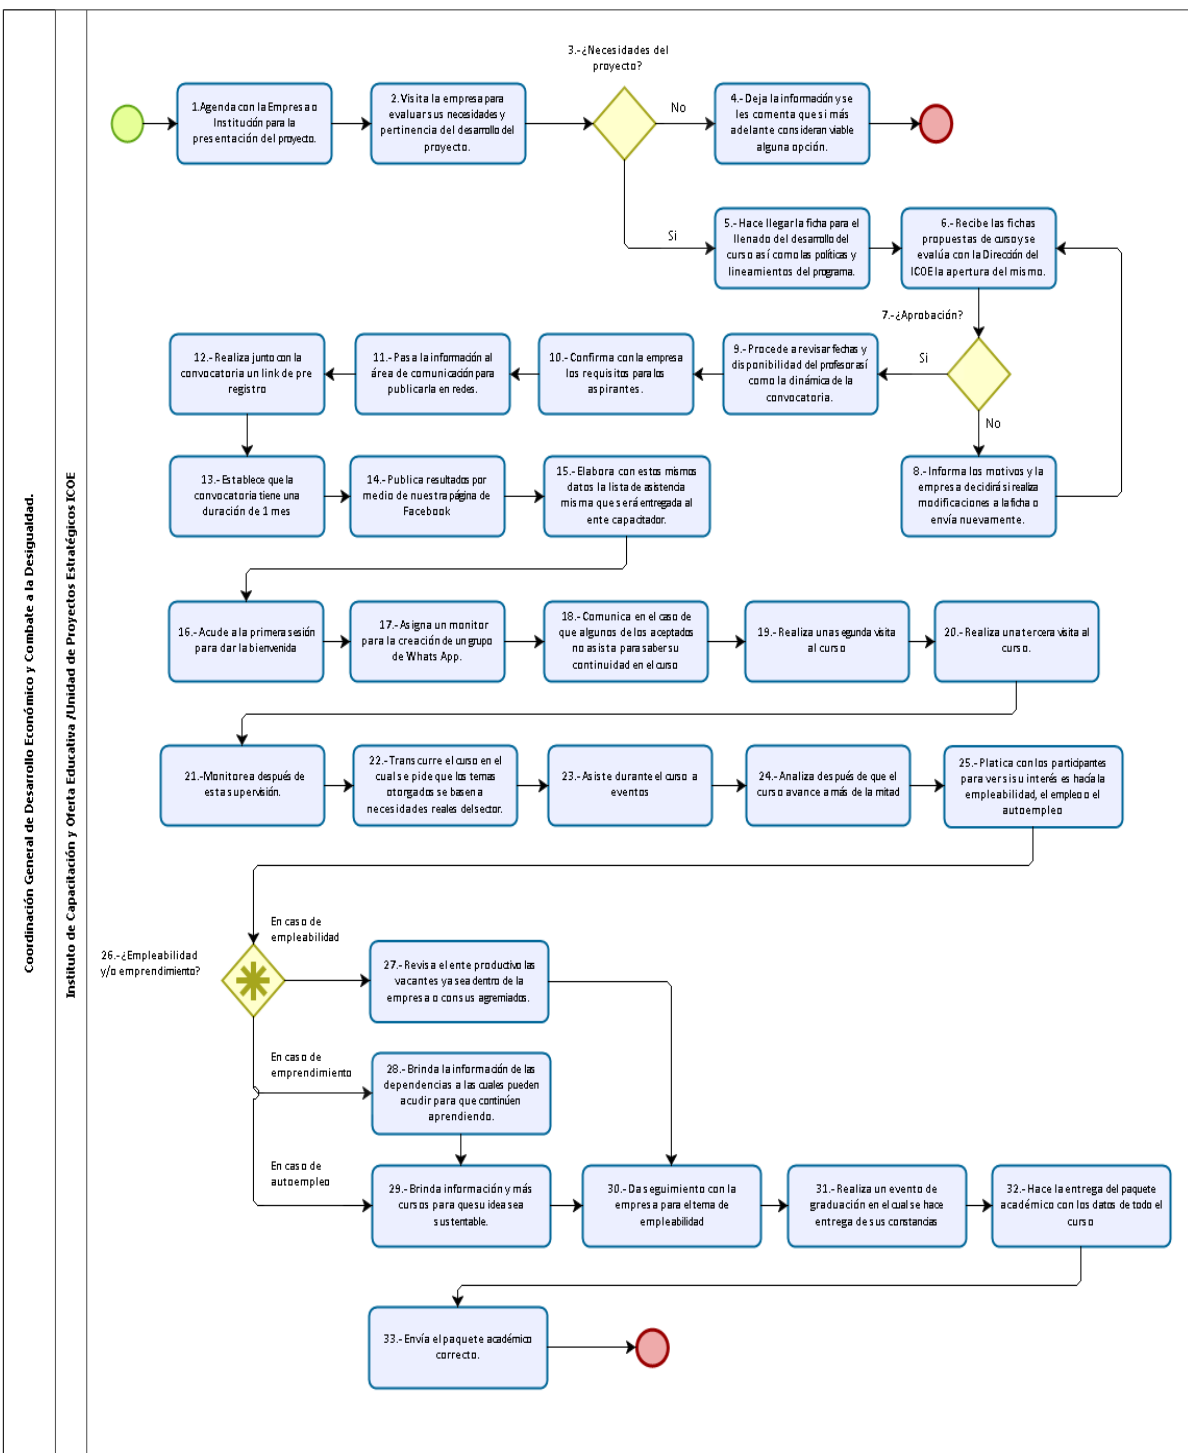 Coordinación General de Desarrollo Económico y Combate a la Desigualdad.
Instituto de Capacitación y Oferta Educativa /Unidad de Proyectos Estratégicos ICOE
1.Agenda con la Empresa o
Institución para la
presentación del proyecto.
2.Visita la empresa para
evaluar sus necesidades y
pertinencia del desarrollo del
proyecto.
3.-¿Necesidades del
proyecto?
No
4.- Deja la información y se
les comenta que si más
adelante consideran viable
alguna opción.
Si
5.- Hace llegar la ficha para el
llenado del desarrollo del
curso así como las políticas y
lineamientos del programa.
6.- Recibe las fichas
propuestas de curso y se
evalúa con la Dirección del
ICOE la apertura del mismo.
7.-¿Aprobación?
Si
No
8.- Informa los motivos y la
empresa decidirá si realiza
modificaciones a la ficha o
envía nuevamente.
9.- Procede a revisar fechas y
disponibilidad del profesor así
como la dinámica de la
convocatoria.
10.- Confirma con la empresa
los requisitos para los
aspirantes.
11.- Pasa la información al
área de comunicación para
publicarla en redes.
12.- Realiza junto con la
convocatoria un link de pre
registro
13.- Establece que la
convocatoria tiene una
duración de 1 mes
14.- Publica resultados por
medio de nuestra página de
Facebook
15.- Elabora con estos mismos
datos la lista de asistencia
misma que será entregada al
ente capacitador.
16.- Acude a la primera sesión
para dar la bienvenida
17.- Asigna un monitor
para la creación de un grupo
de Whats App.
18.- Comunica en el caso de
que algunos de los aceptados
no asista para saber su
continuidad en el curso
19.- Realiza una segunda visita
al curso
20.- Realiza una tercera visita al
curso.
21.-Monitorea después de
esta supervisión.
22.- Transcurre el curso en el
cual se pide que los temas
otorgados se basen a
necesidades reales del sector.
23.- Asiste durante el curso a
eventos
24.- Analiza después de que el
curso avance a más de la mitad
25.- Platica con los participantes
para ver si su interés es hacía la
empleabilidad, el empleo o el
autoempleo
26.-¿Empleabilidad
y/o emprendimiento?
En caso de
empleabilidad
27.- Revisa el ente productivo las
vacantes ya sea dentro de la
empresa o con sus agremiados.
En caso de
emprendimiento
28.- Brinda la información de las
dependencias a las cuales pueden
acudir para que continúen
aprendiendo.
En caso de
autoempleo
29.- Brinda información y más
cursos para que su idea sea
sustentable.
30.- Da seguimiento con la
empresa para el tema de
empleabilidad
31.- Realiza un evento de
graduación en el cual se hace
entrega de sus constancias
32.- Hace la entrega del paquete
académico con los datos de todo el
curso
33.- Envía el paquete académico
correcto.